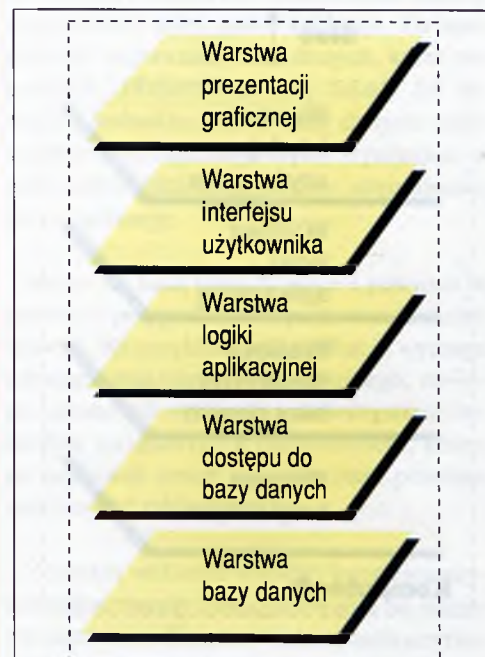 Warstwa
prezentacji
graficznej
Warstwa
interfejsu
użytkownika
Warstwa
logiki
aplikacyjnej
Warstwa
dostępu do
bazy danych
Warstwa
bazy danych